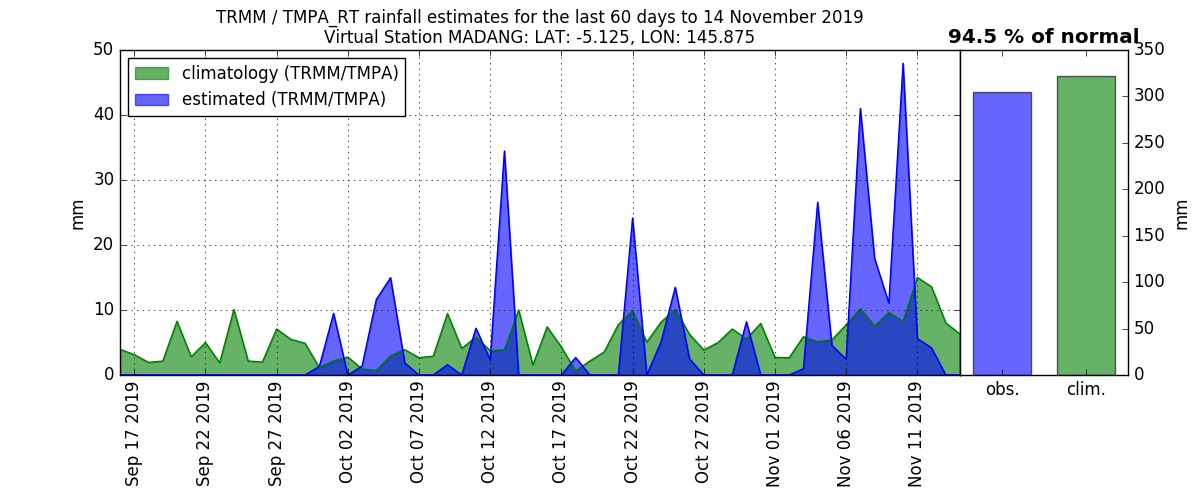 TRMM / TMPA_RT rainfall estimates for the last 60 days to 14 November 2019
Virtual Station MADANG: LAT: -5.125, LON: 145.875
94.5 % of normal
climatology (TRMM/TMPA)
estimated (TRMM/TMPA)
50
40
30
20
10
0
mm
Sep 17 2019
Sep 22 2019
Sep 27 2019
Oct 02 2019
Oct 07 2019
Oct 12 2019
Oct 17 2019
Oct 22 2019
Oct 27 2019
Nov 01 2019
Nov 06 2019
Nov 11 2019
obs.
clim.
350
300
250
200
150
100
50
0
mm